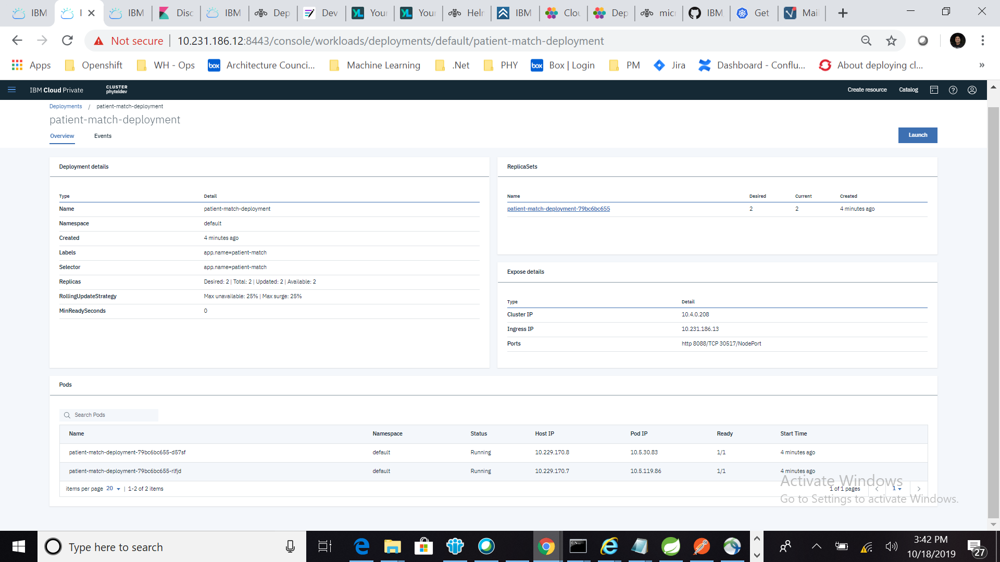 IBM I IBM Disc IBM Dep Dev Your Your Helm IBM Clou Dep micr IBM Get Mail
Not secure 10.231.186.12:8443/console/workloads/deployments/default/patient-match-deployment
Apps Openshift WH - Ops box Architecture Counci... Machine Learning .Net PHY box Box | Login PM Jira Dashboard - Conflu... About deploying cl... »
IBM Cloud Private CLUSTER phyteldev Create resource Catalog
Deployments / patient-match-deployment
patient-match-deployment
Overview Events Launch
Deployment details
Type Detail
Name patient-match-deployment
Namespace default
Created 4 minutes ago
Labels app.name=patient-match
Selector app.name=patient-match
Replicas Desired: 2 | Total: 2 | Updated: 2 | Available: 2
RollingUpdateStrategy Max unavailable: 25% | Max surge: 25%
MinReadySeconds 0
ReplicaSets
Name Desired Current Created
patient-match-deployment-79bc6bc655 2 2 4 minutes ago
Expose details
Type Detail
Cluster IP 10.4.0.208
Ingress IP 10.231.186.13
Ports http 8088/TCP 30517/NodePort
Pods
Search Pods
Name Namespace Status Host IP Pod IP Ready Start Time
patient-match-deployment-79bc6bc655-d57sf default Running 10.229.170.8 10.5.30.83 1/1 4 minutes ago
patient-match-deployment-79bc6bc655-rlfjd default Running 10.229.170.7 10.5.119.86 1/1 4 minutes ago
items per page 20 | 1-2 of 2 items 1 of 1 pages 1
Activate Windows
Go to Settings to activate Windows.
Type here to search
3:42 PM
10/18/2019
27